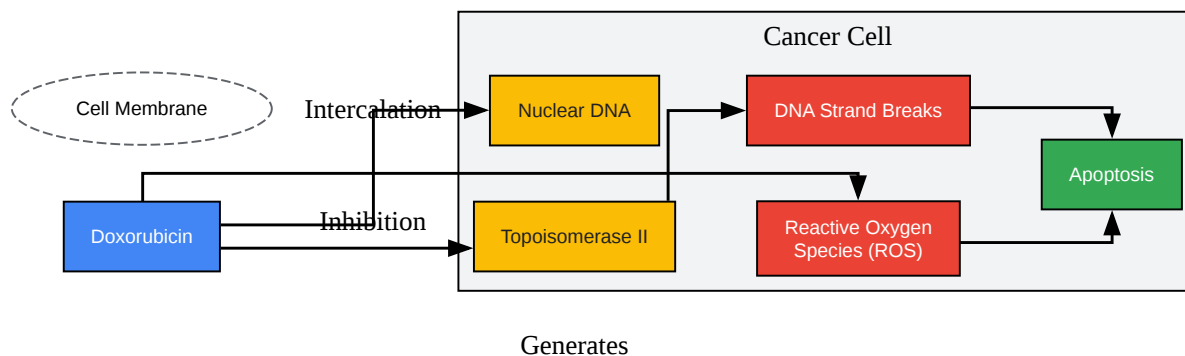 Cancer Cell
Cell Membrane
Intercalation
Nuclear DNA
DNA Strand Breaks
Apoptosis
Doxorubicin
Inhibition
Topoisomerase II
Reactive Oxygen
Species (ROS)
Generates